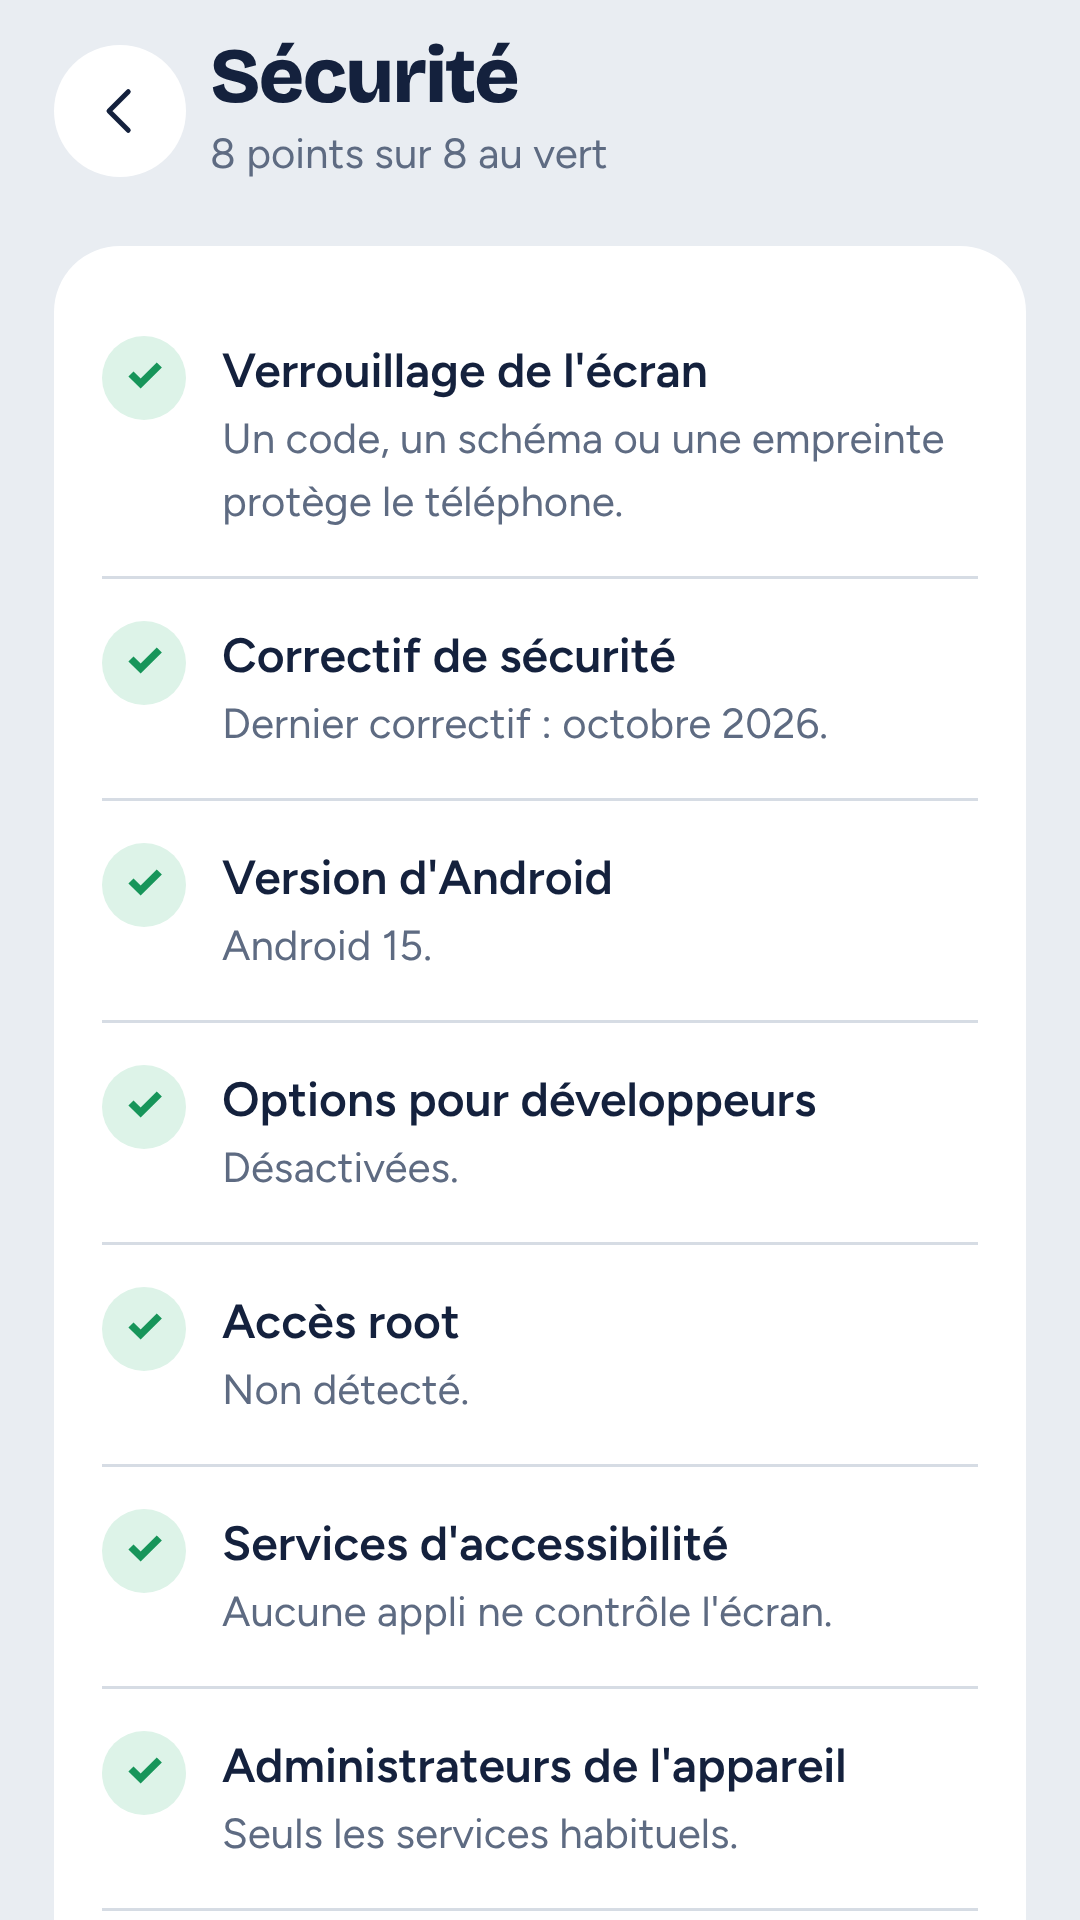 Sécurité
8 points sur 8 au vert
Verrouillage de l'écran
Un code, un schéma ou une empreinte
protège le téléphone.
Correctif de sécurité
Dernier correctif : octobre 2026.
Version d'Android
Android 15.
Options pour développeurs
Désactivées.
Accès root
Non détecté.
Services d'accessibilité
Aucune appli ne contrôle l'écran.
Administrateurs de l'appareil
Seuls les services habituels.